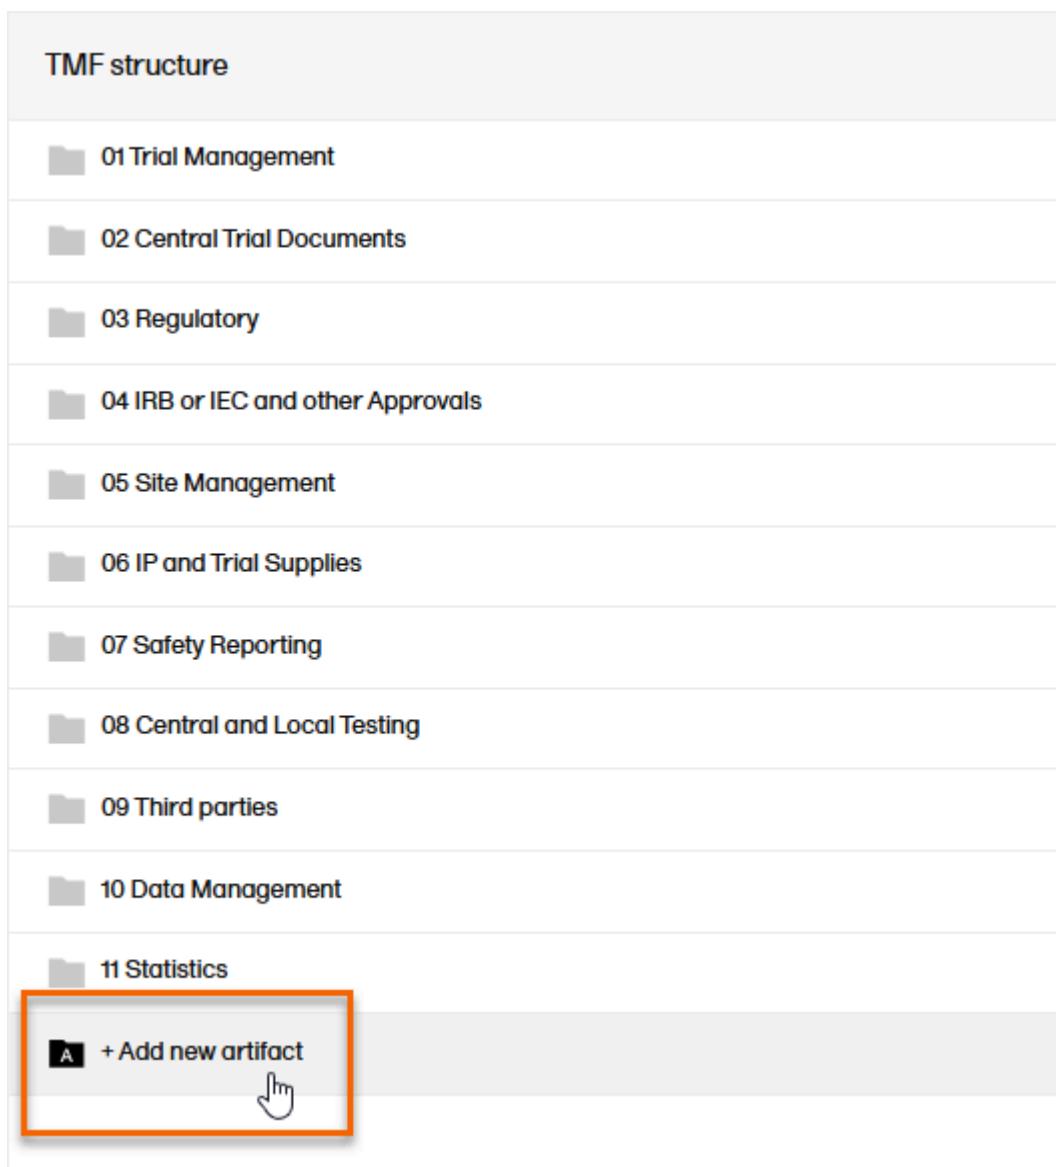 TMF structure
01 Trial Management
02 Central Trial Documents
03 Regulatory
04 IRB or IEC and other Approvals
05 Site Management
06 IP and Trial Supplies
07 Safety Reporting
08 Central and Local Testing
09 Third parties
10 Data Management
11 Statistics
A + Add new artifact